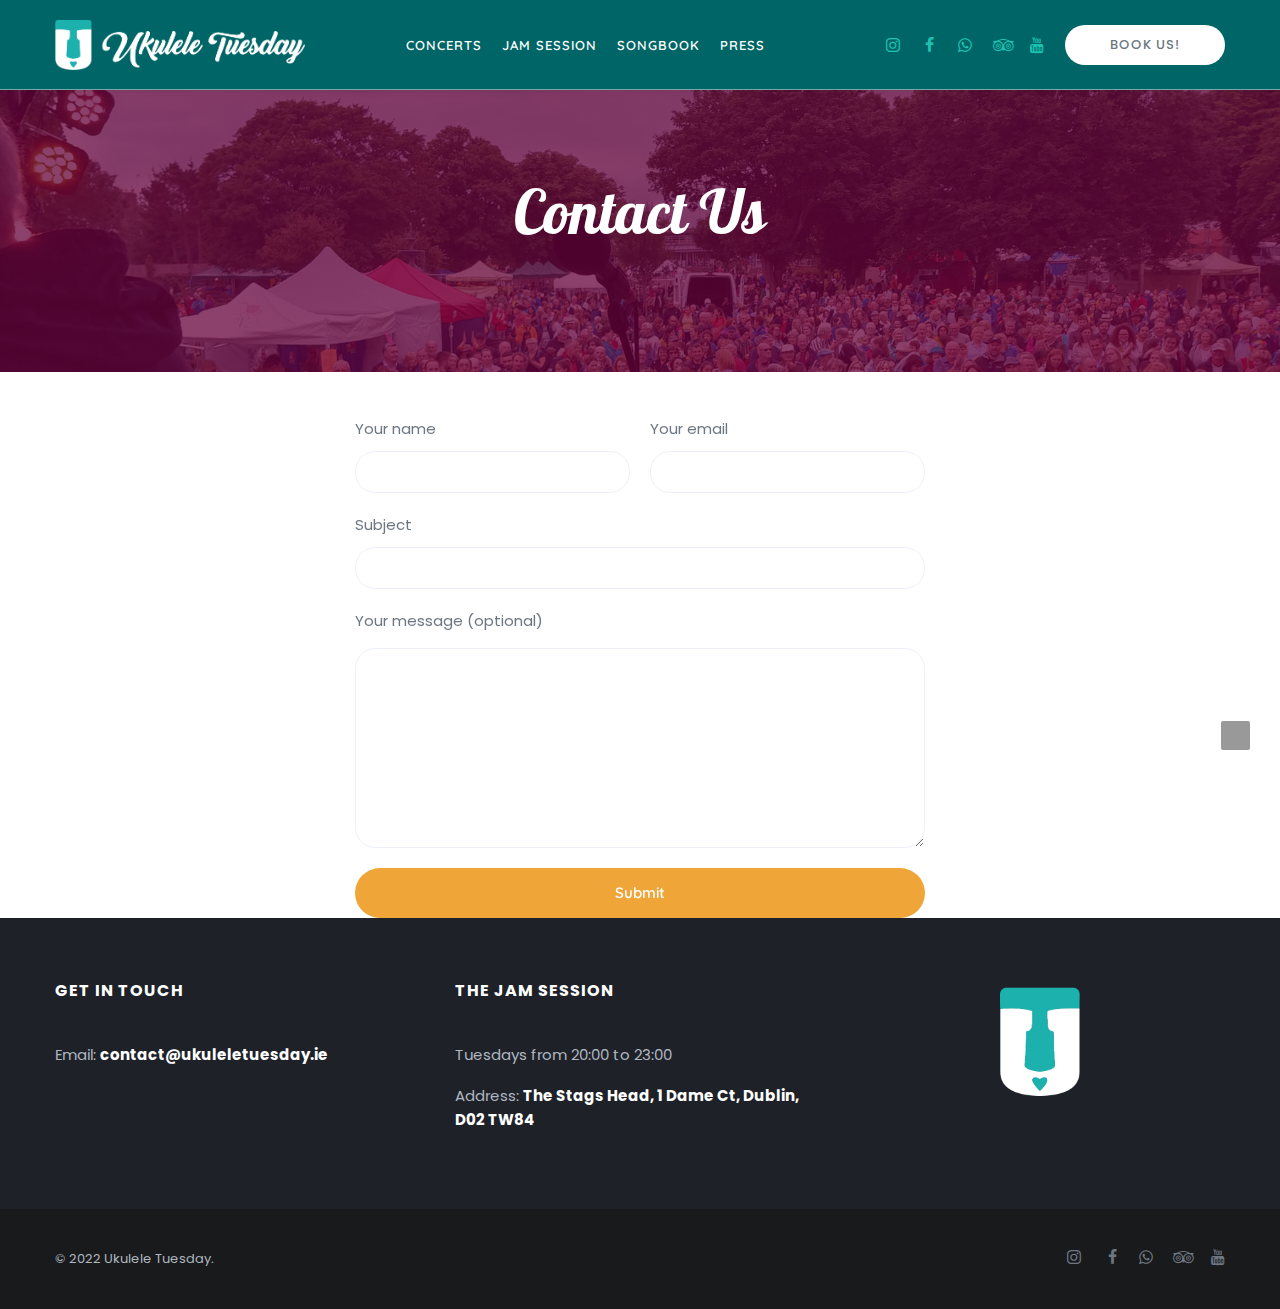 Ukulele Tuesday
CONCERTS JAM SESSION SONGBOOK PRESS
BOOK US!
Contact Us
Your name
Your email
Subject
Your message (optional)
Submit
GET IN TOUCH
Email: contact@ukuleletuesday.ie
THE JAM SESSION
Tuesdays from 20:00 to 23:00
Address: The Stags Head, 1 Dame Ct, Dublin,
D02 TW84
© 2022 Ukulele Tuesday.